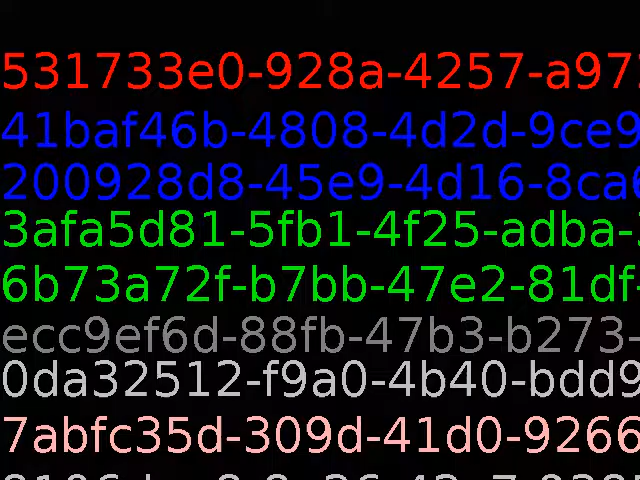 531733e0-928a-4257-a97
41baf46b-4808-4d2d-9ce9
200928d8-45e9-4d16-8ca6
3afa5d81-5fb1-4f25-adba-
6b73a72f-b7bb-47e2-81df-
ecc9ef6d-88fb-47b3-b273-
0da32512-f9a0-4b40-bdd9
7abfc35d-309d-41d0-9266